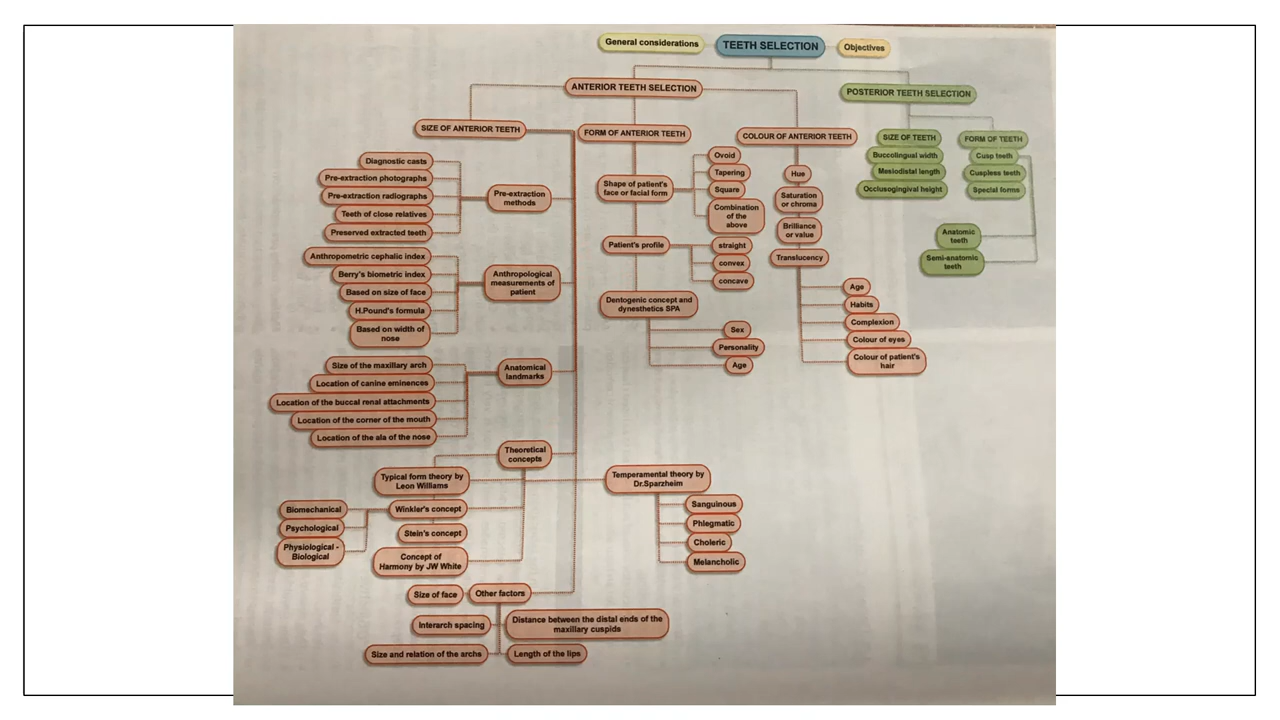 General considerations
TEETH SELECTION
Objectives
ANTERIOR TEETH SELECTION
POSTERIOR TEETH SELECTION
SIZE OF ANTERIOR TEETH
FORM OF ANTERIOR TEETH
COLOUR OF ANTERIOR TEETH
SIZE OF TEETH
FORM OF TEETH
Diagnostic casts
Pre-extraction photographs
Pre-extraction radiographs
Teeth of close relatives
Preserved extracted teeth
Pre-extraction
methods
Anthropometric cephalic index
Berry's biometric index
Based on size of face
H.Pound's formula
Based on width of
nose
Anthropological
measurements of
patient
Size of the maxillary arch
Location of canine eminences
Location of the buccal renal attachments
Location of the corner of the mouth
Location of the ala of the nose
Anatomical
landmarks
Theoretical
concepts
Typical form theory by
Leon Williams
Winkler's concept
Biomechanical
Psychological
Physiological -
Biological
Stein's concept
Concept of
Harmony by JW White
Temperamental theory by
Dr.Sparzheim
Sanguinous
Phlegmatic
Choleric
Melancholic
Other factors
Size of face
Interarch spacing
Distance between the distal ends of the
maxillary cuspids
Size and relation of the archs
Length of the lips
Shape of patient's
face or facial form
Ovoid
Tapering
Square
Combination
of the
above
Patient's profile
straight
convex
concave
Dentogenic concept and
dynesthetics SPA
Sex
Personality
Age
Hue
Saturation
or chroma
Brilliance
or value
Translucency
Age
Habits
Complexion
Colour of eyes
Colour of patient's
hair
Buccolingual width
Mesiodistal length
Occlusogingival height
Cusp teeth
Cuspless teeth
Special forms
Anatomic
teeth
Semi-anatomic
teeth